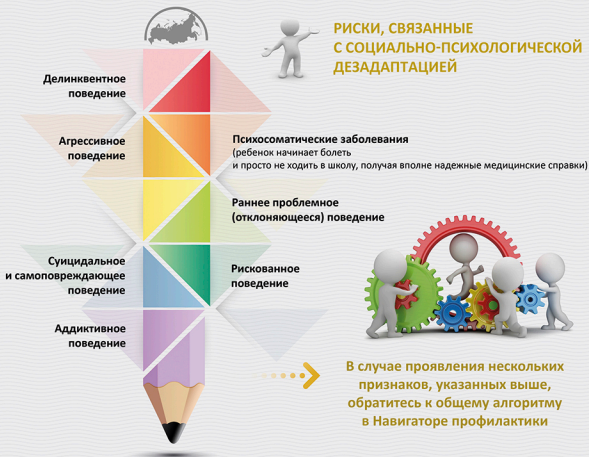 РИСКИ, СВЯЗАННЫЕ
С СОЦИАЛЬНО-ПСИХОЛОГИЧЕСКОЙ
ДЕЗАДАПТАЦИЕЙ
Делинквентное
поведение
Агрессивное
поведение
Психосоматические заболевания
(ребенок начинает болеть
и просто не ходить в школу, получая вполне надежные медицинские справки)
Раннее проблемное
(отклоняющееся) поведение
Суицидальное
и самоповреждающее
поведение
Рискованное
поведение
Аддиктивное
поведение
В случае проявления нескольких
признаков, указанных выше,
обратитесь к общему алгоритму
в Навигаторе профилактики